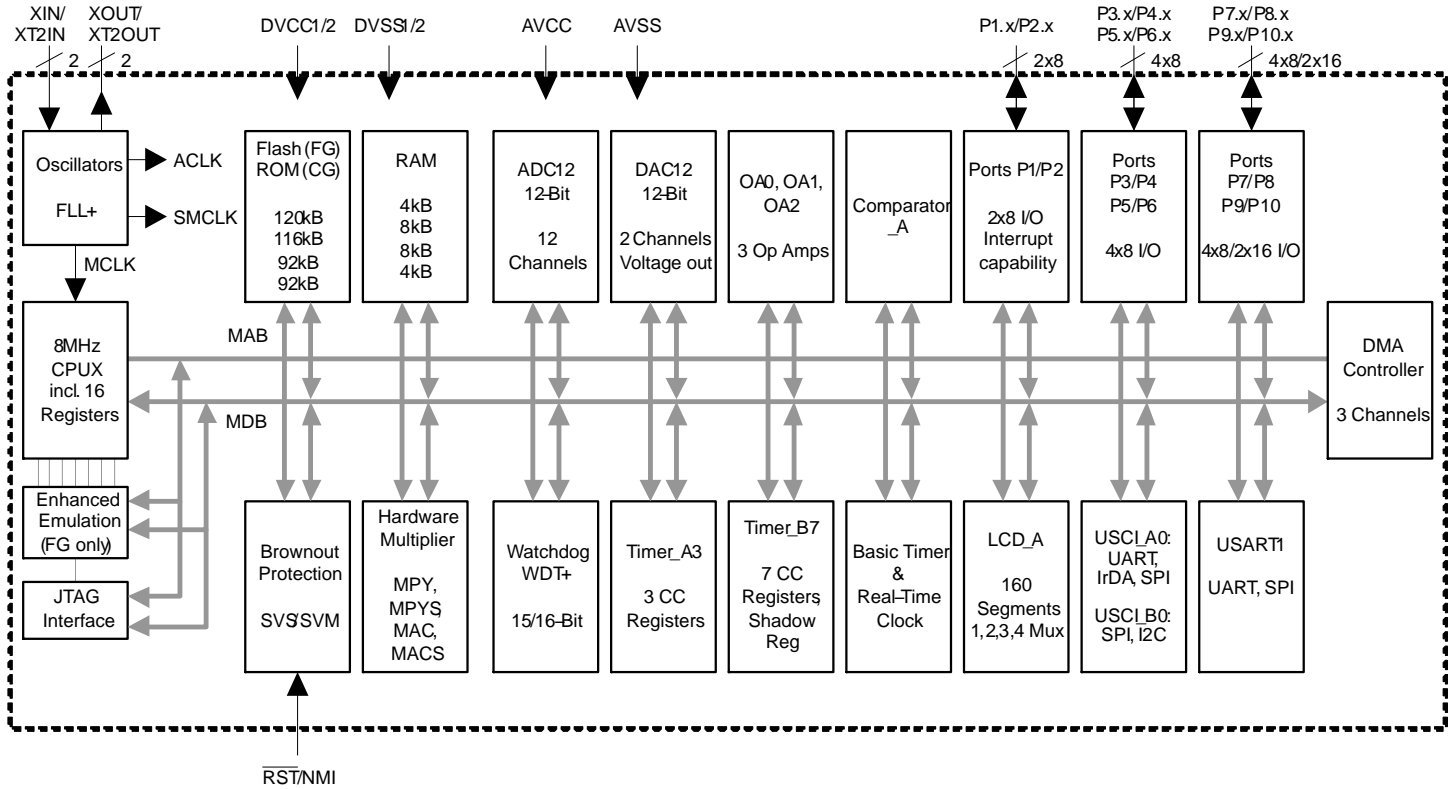 XIN/
XT2IN
2
XOUT/
XT2OUT
2
DVCC1/2
DVSS1/2
AVCC
AVSS
P1.x/P2.x
2x8
P3.x/P4.x
P5.x/P6.x
4x8
P7.x/P8.x
P9.x/P10.x
4x8/2x16
Oscillators
FLL+
ACLK
SMCLK
MCLK
Flash (FG)
ROM (CG)
120kB
116kB
92kB
92kB
RAM
4kB
8kB
8kB
4kB
ADC12
12-Bit
12
Channels
DAC12
12-Bit
2 Channels
Voltage out
OA0, OA1,
OA2
3 Op Amps
Comparator
_A
Ports P1/P2
2x8 I/O
Interrupt
capability
Ports
P3/P4
P5/P6
4x8 I/O
Ports
P7/P8
P9/P10
4x8/2x16 I/O
8MHz
CPUX
incl. 16
Registers
MAB
MDB
DMA
Controller
3 Channels
Enhanced
Emulation
(FG only)
JTAG
Interface
Brownout
Protection
SVS/SVM
Hardware
Multiplier
MPY,
MPYS,
MAC,
MACS
Watchdog
WDT+
15/16-Bit
Timer_A3
3 CC
Registers
Timer_B7
7 CC
Registers,
Shadow
Reg
Basic Timer
&
Real-Time
Clock
LCD_A
160
Segments
1,2,3,4 Mux
USCI_A0:
UART,
IrDA, SPI
USCI_B0:
SPI, I2C
USART1
UART, SPI
RST/NMI